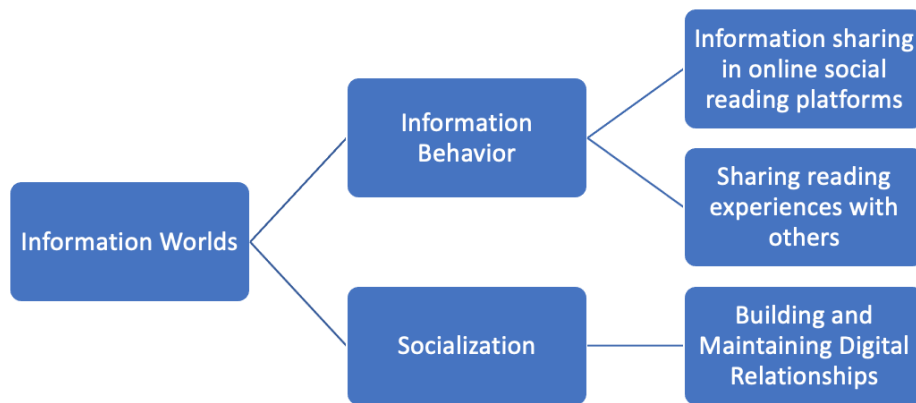 Information Worlds
Information
Behavior
Socialization
Information sharing
in online social
reading platforms
Sharing reading
experiences with
others
Building and
Maintaining Digital
Relationships